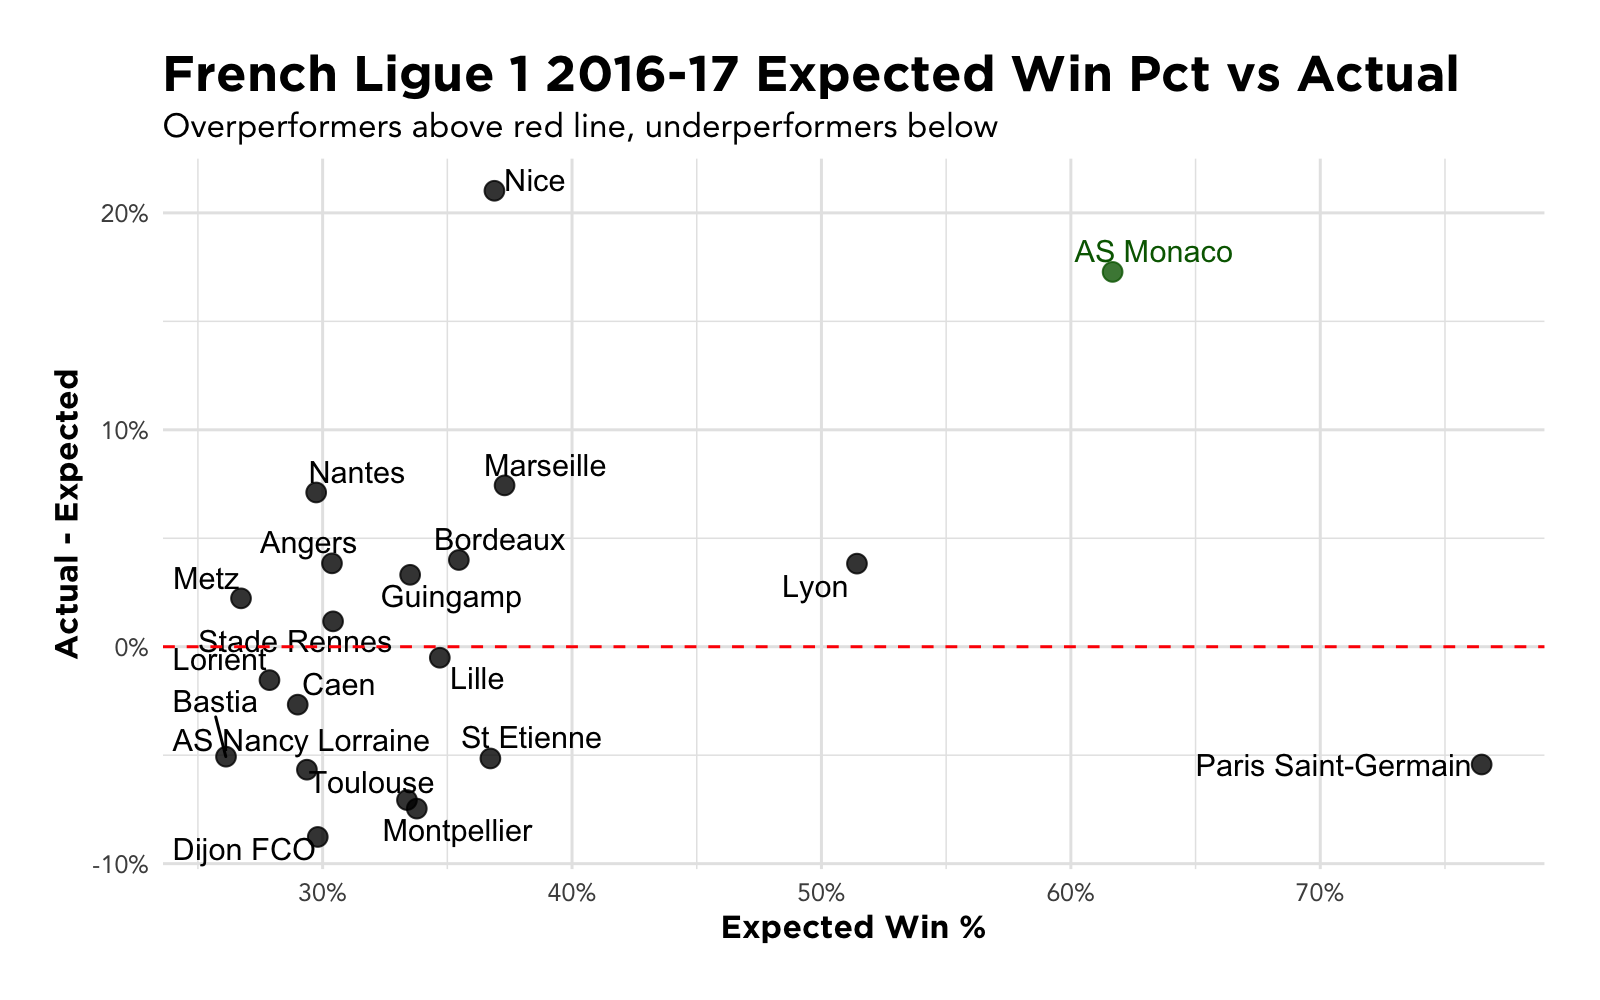 French Ligue 1 2016-17 Expected Win Pct vs Actual
Overperformers above red line, underperformers below
Nice
20%
AS Monaco
10%
Nantes
Marseille
Angers
Bordeaux
Metz
Guingamp
Lyon
Stade Rennes
0%
Lorient
Caen
Lille
Bastia
AS Nancy Lorraine
St Etienne
Paris Saint-Germain
Toulouse
Montpellier
Dijon FCO
-10%
30%
40%
50%
60%
70%
Expected Win %
Actual - Expected